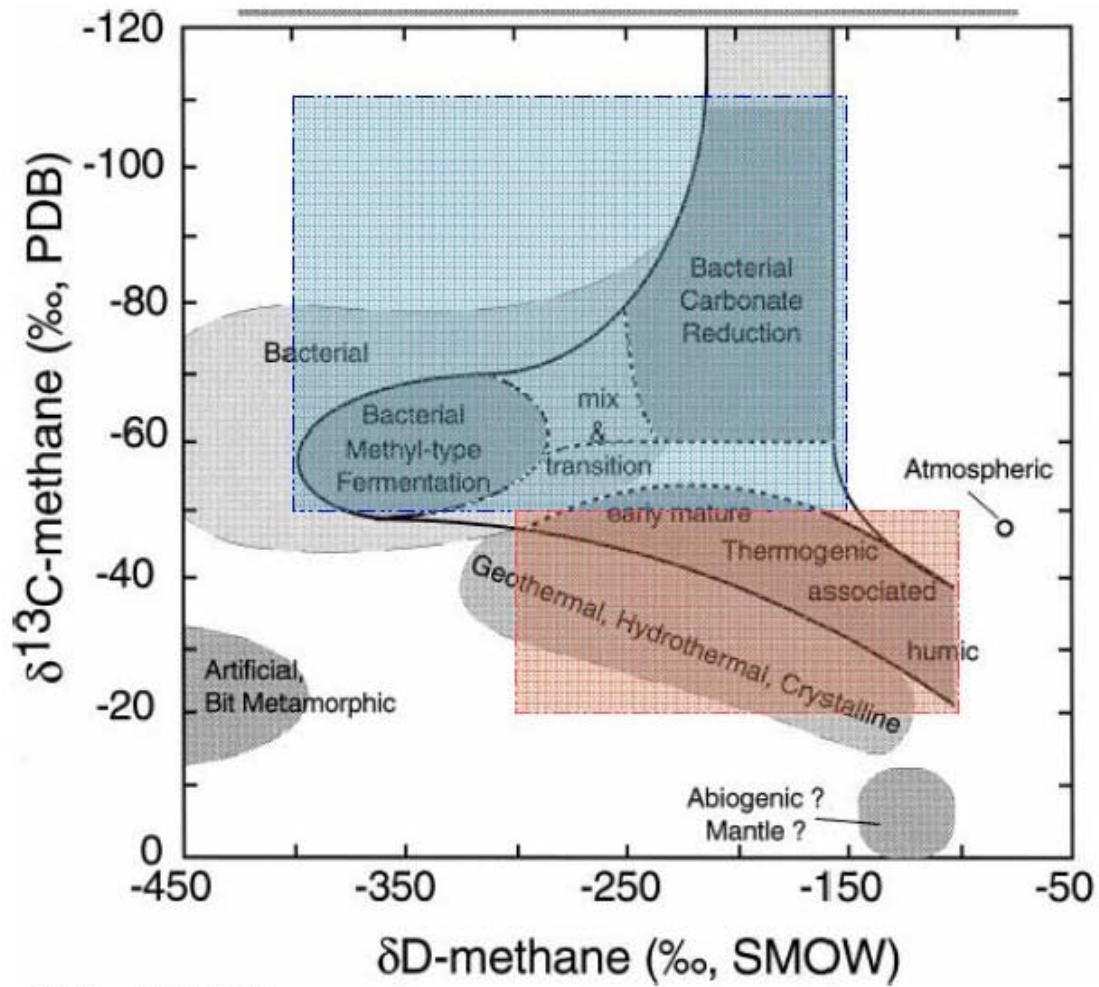 -120
-100
-80
-60
-40
-20
0
δ13C-methane (‰, PDB)
Bacterial
Carbonate
Reduction
Bacterial
Bacterial
Methyl-type
Fermentation
mix
&
transition
Atmospheric
early mature
Thermogenic
associated
humic
Geothermal, Hydrothermal, Crystalline
Artificial,
Bit Metamorphic
Abiogenic ?
Mantle ?
-450
-350
-250
-150
-50
δD-methane (‰, SMOW)